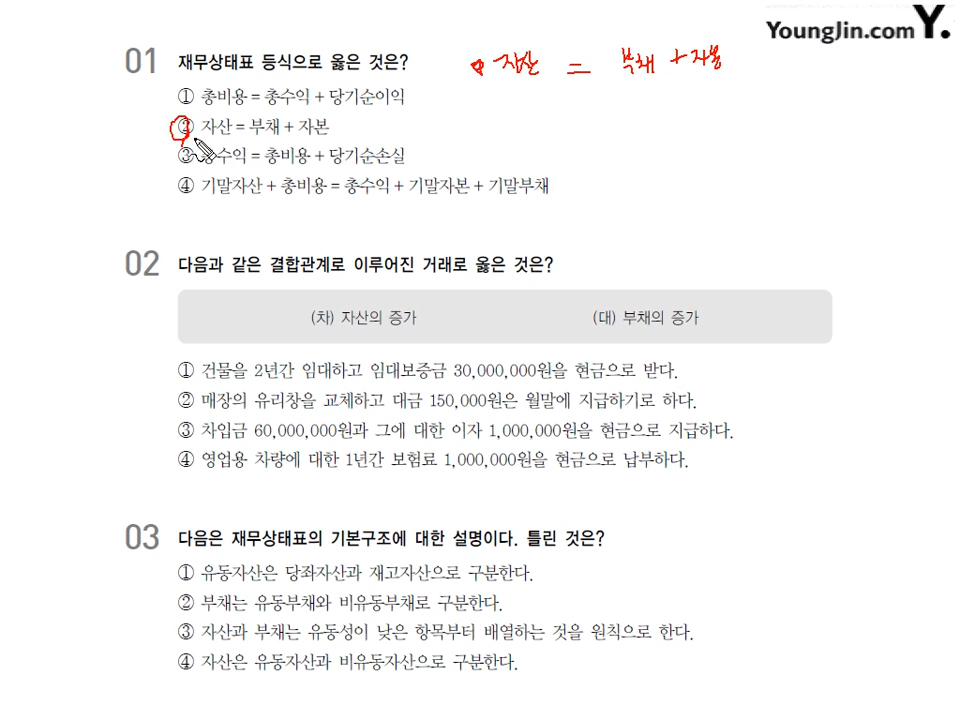 YoungJin.com Y.
01 재무상태표 등식으로 옳은 것은? 자산 = 부채 + 자본
① 총비용 = 총수익 + 당기순이익
② 자산 = 부채 + 자본
③ 총수익 = 총비용 + 당기순손실
④ 기말자산 + 총비용 = 총수익 + 기말자본 + 기말부채
02 다음과 같은 결합관계로 이루어진 거래로 옳은 것은?
(차) 자산의 증가 (대) 부채의 증가
① 건물을 2년간 임대하고 임대보증금 30,000,000원을 현금으로 받다.
② 매장의 유리창을 교체하고 대금 150,000원은 월말에 지급하기로 하다.
③ 차입금 60,000,000원과 그에 대한 이자 1,000,000원을 현금으로 지급하다.
④ 영업용 차량에 대한 1년간 보험료 1,000,000원을 현금으로 납부하다.
03 다음은 재무상태표의 기본구조에 대한 설명이다. 틀린 것은?
① 유동자산은 당좌자산과 재고자산으로 구분한다.
② 부채는 유동부채와 비유동부채로 구분한다.
③ 자산과 부채는 유동성이 낮은 항목부터 배열하는 것을 원칙으로 한다.
④ 자산은 유동자산과 비유동자산으로 구분한다.